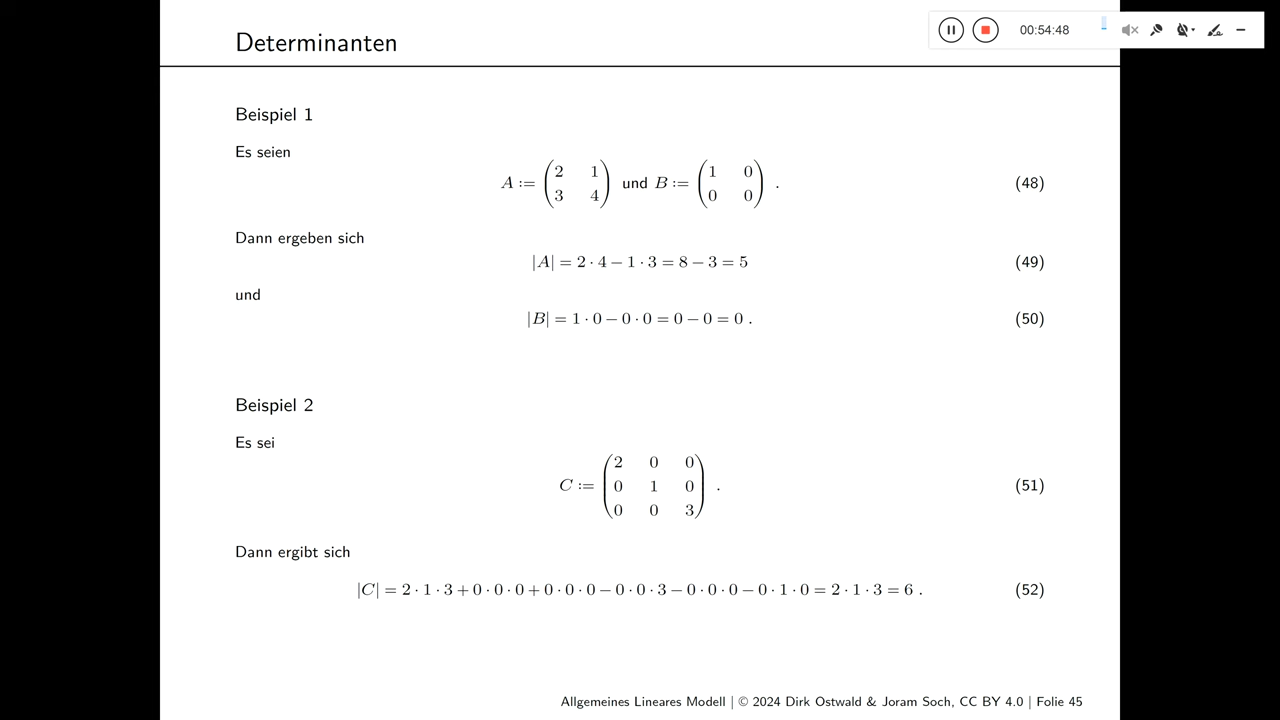 Determinanten
00:54:48
Beispiel 1
Es seien
A := (2 1
3 4) und B := (1 0
0 0) . (48)
Dann ergeben sich
|A| = 2 · 4 − 1 · 3 = 8 − 3 = 5 (49)
und
|B| = 1 · 0 − 0 · 0 = 0 − 0 = 0 . (50)
Beispiel 2
Es sei
C := (2 0 0
0 1 0
0 0 3) . (51)
Dann ergibt sich
|C| = 2 · 1 · 3 + 0 · 0 · 0 + 0 · 0 · 0 − 0 · 0 · 3 − 0 · 0 · 0 − 0 · 1 · 0 = 2 · 1 · 3 = 6 . (52)
Allgemeines Lineares Modell | © 2024 Dirk Ostwald & Joram Soch, CC BY 4.0 | Folie 45